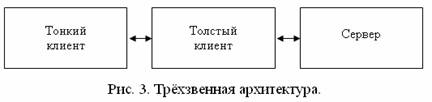 Тонкий
клиент
Толстый
клиент
Сервер
Рис. 3. Трёхзвенная архитектура.